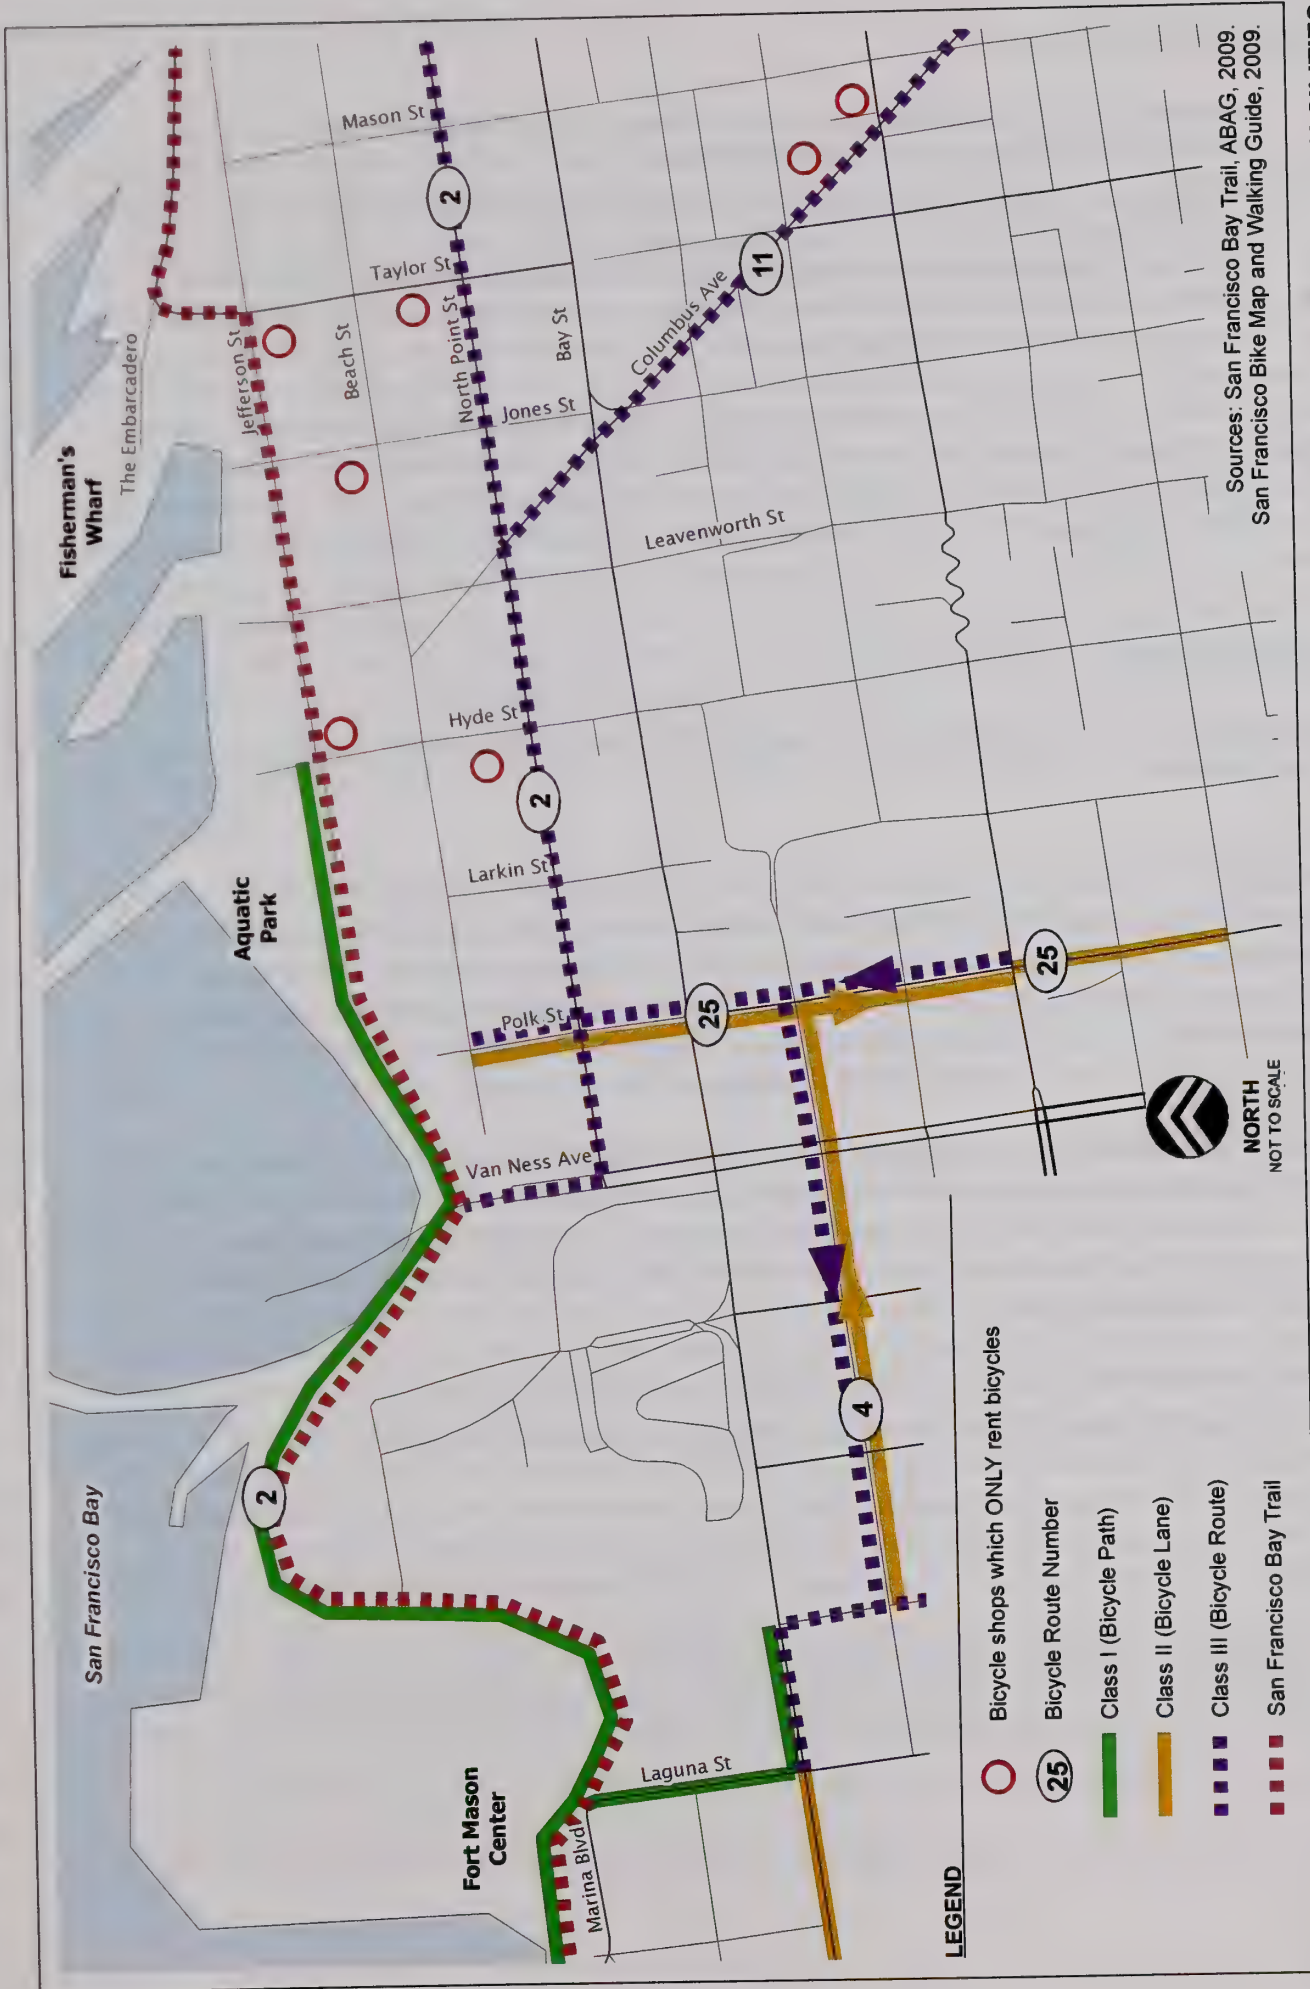 San Francisco Bay
Fisherman's
Wharf
The Embarcadero
Aquatic
Park
Jefferson St
Beach St
Mason St
Taylor St
North Point St
Jones St
Bay St
Columbus Ave
Leavenworth St
Hyde St
Larkin St
Polk St
Van Ness Ave
Fort Mason
Center
Marina Blvd
Laguna St
2
2
2
11
25
25
4
LEGEND
Bicycle shops which ONLY rent bicycles
25 Bicycle Route Number
Class I (Bicycle Path)
Class II (Bicycle Lane)
Class III (Bicycle Route)
San Francisco Bay Trail
NORTH
NOT TO SCALE
Sources: San Francisco Bay Trail, ABAG, 2009.
San Francisco Bike Map and Walking Guide, 2009.